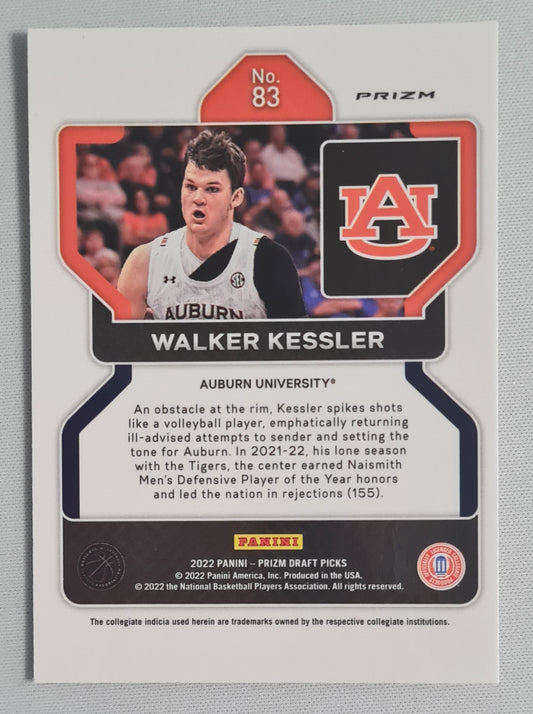 No.
83
PRIZM
AU
SEC
AUBURN
WALKER KESSLER
AUBURN UNIVERSITY®
An obstacle at the rim, Kessler spikes shots
like a volleyball player, emphatically returning
ill-advised attempts to sender and setting the
tone for Auburn. In 2021-22, his lone season
with the Tigers, the center earned Naismith
Men's Defensive Player of the Year honors
and led the nation in rejections (155).
PANINI
2022 PANINI – PRIZM DRAFT PICKS
© 2022 Panini America, Inc. Produced in the USA.
© 2022 the National Basketball Players Association. All rights reserved.
The collegiate indicia used herein are trademarks owned by the respective collegiate institutions.